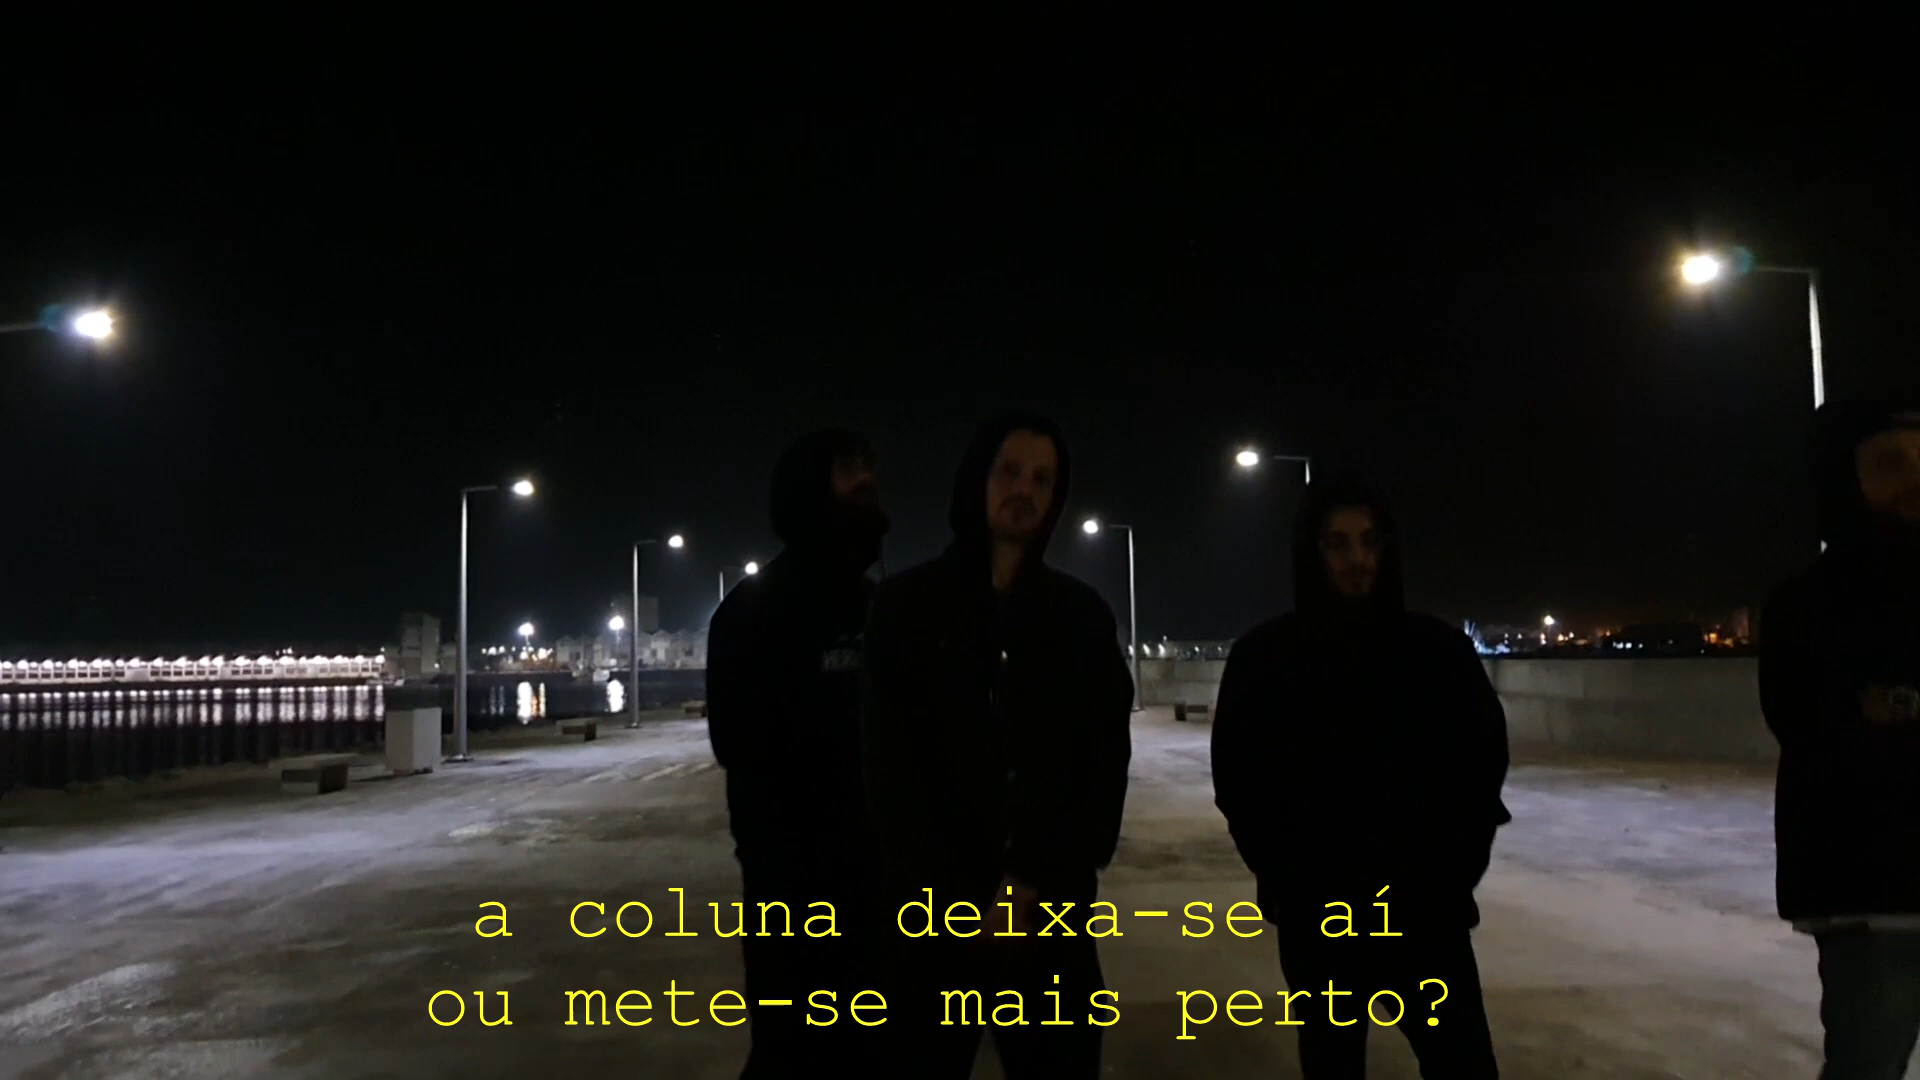 a coluna deixa-se aí
ou mete-se mais perto?